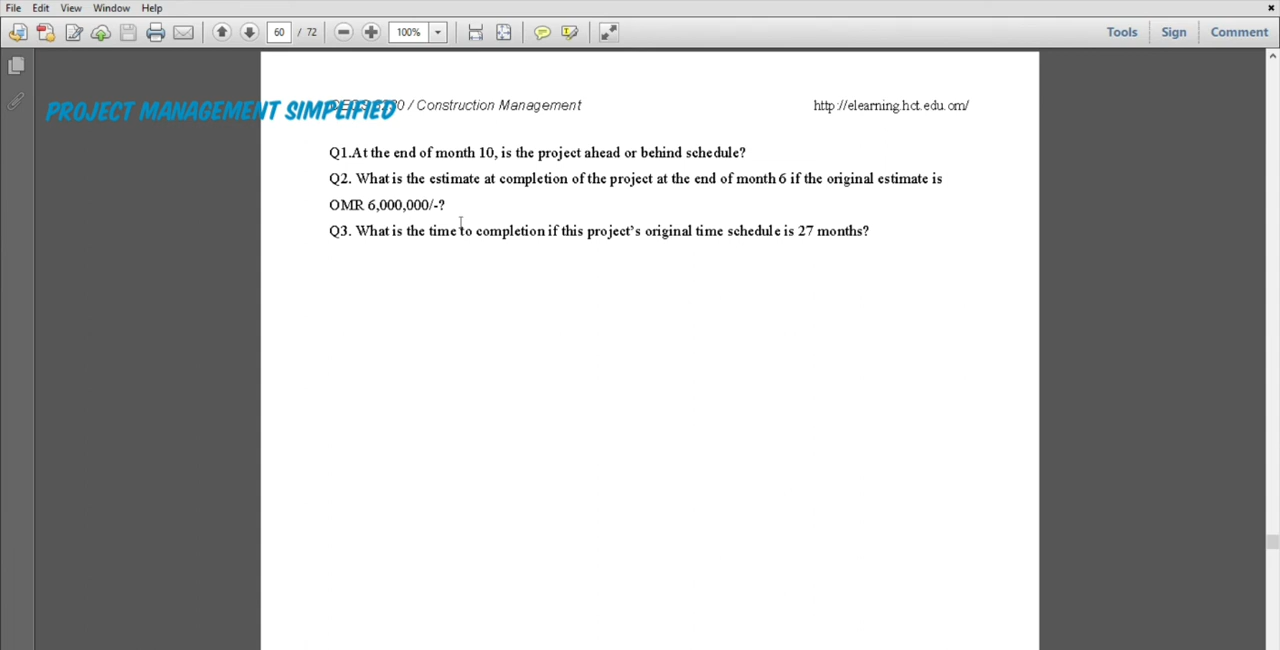 File Edit View Window Help
60 / 72 100% Tools Sign Comment
PROJECT MANAGEMENT SIMPLIFIED
/ Construction Management http://elearning.hct.edu.om/
Q1.At the end of month 10, is the project ahead or behind schedule?
Q2. What is the estimate at completion of the project at the end of month 6 if the original estimate is
OMR 6,000,000/-?
Q3. What is the time to completion if this project's original time schedule is 27 months?